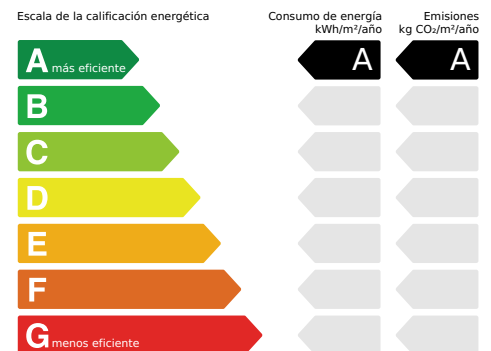 Escala de la calificación energética
Consumo de energía
kWh/m²/año
Emisiones
kg CO₂/m²/año
A más eficiente
A
A
B
C
D
E
F
G menos eficiente